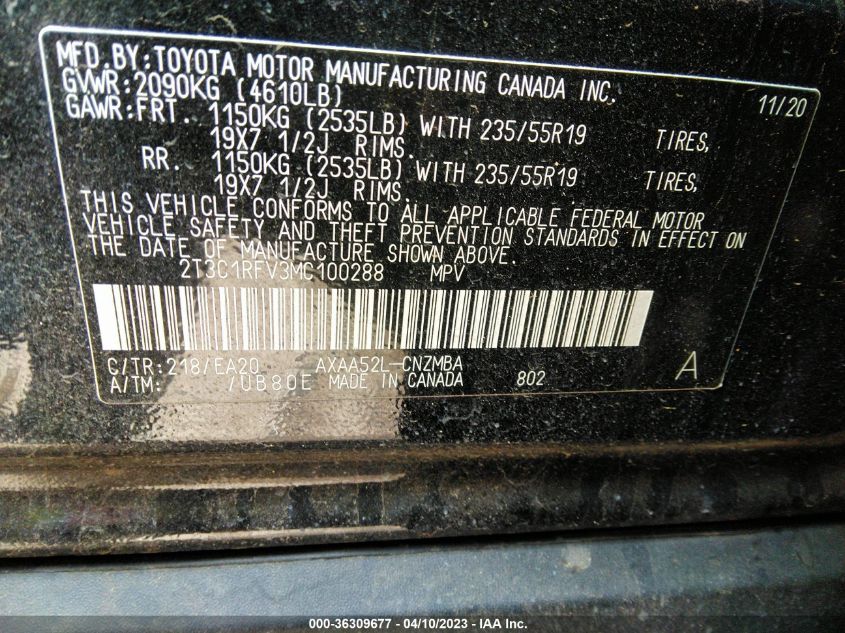 MFD.BY:TOYOTA MOTOR MANUFACTURING CANADA INC.
11/20
GVWR:2090KG (4610LB)
GAWR:FRT. 1150KG (2535LB) WITH 235/55R19 TIRES,
19X7 1/2J RIMS.
RR. 1150KG (2535LB) WITH 235/55R19 TIRES,
19X7 1/2J RIMS.
THIS VEHICLE CONFORMS TO ALL APPLICABLE FEDERAL MOTOR
VEHICLE SAFETY AND THEFT PREVENTION STANDARDS IN EFFECT ON
THE DATE OF MANUFACTURE SHOWN ABOVE.
2T3C1RFV3MC100288 MPV
C/TR:218/EA20 AXAA52L-CNZMBA
A/TM: /UB80E MADE IN CANADA 802 A
000-36309677 - 04/10/2023 - IAA Inc.